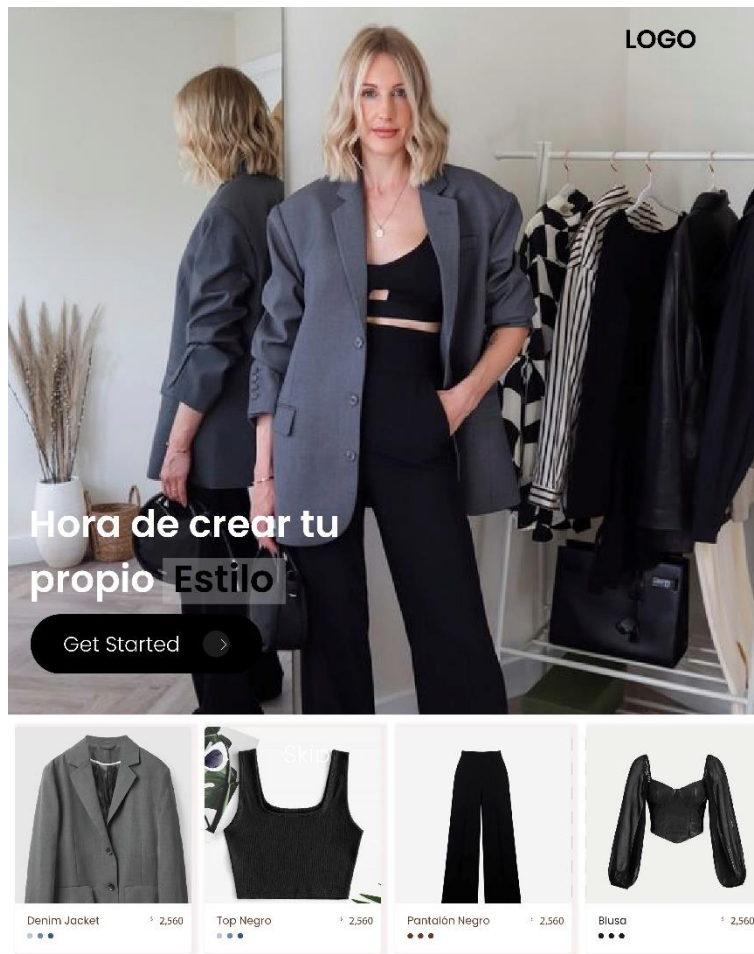 LOGO
Hora de crear tu
propio Estilo
Get Started
Skip
Denim Jacket $ 2,560
Top Negro $ 2,560
Pantalón Negro $ 2,560
Blusa $ 2,560